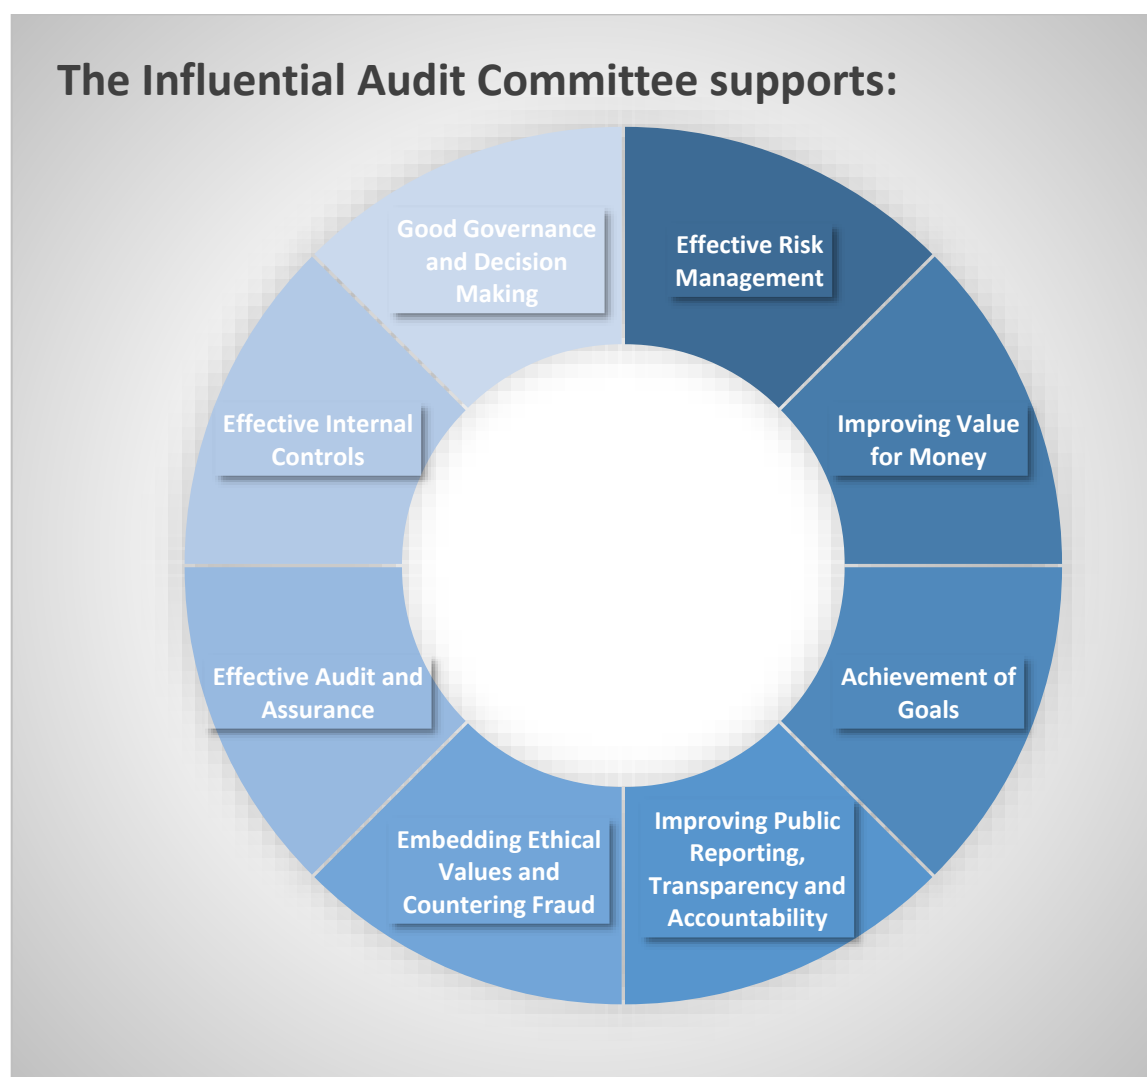 The Influential Audit Committee supports:
Effective Risk
Management
Improving Value
for Money
Achievement of
Goals
Improving Public
Reporting,
Transparency and
Accountability
Embedding Ethical
Values and
Countering Fraud
Effective Audit and
Assurance
Effective Internal
Controls
Good Governance
and Decision
Making